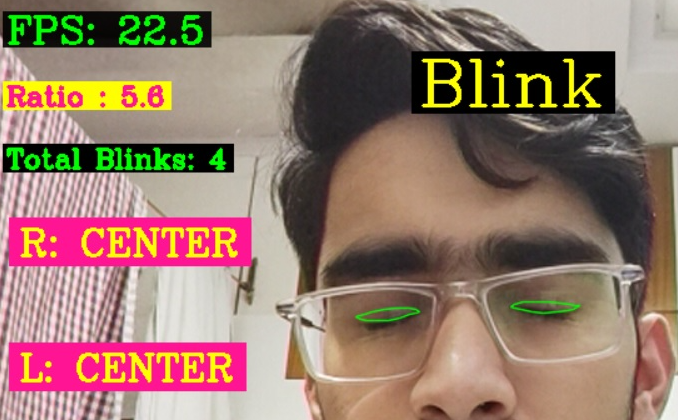 FPS: 22.5
Blink
Ratio : 5.6
Total Blinks: 4
R: CENTER
L: CENTER